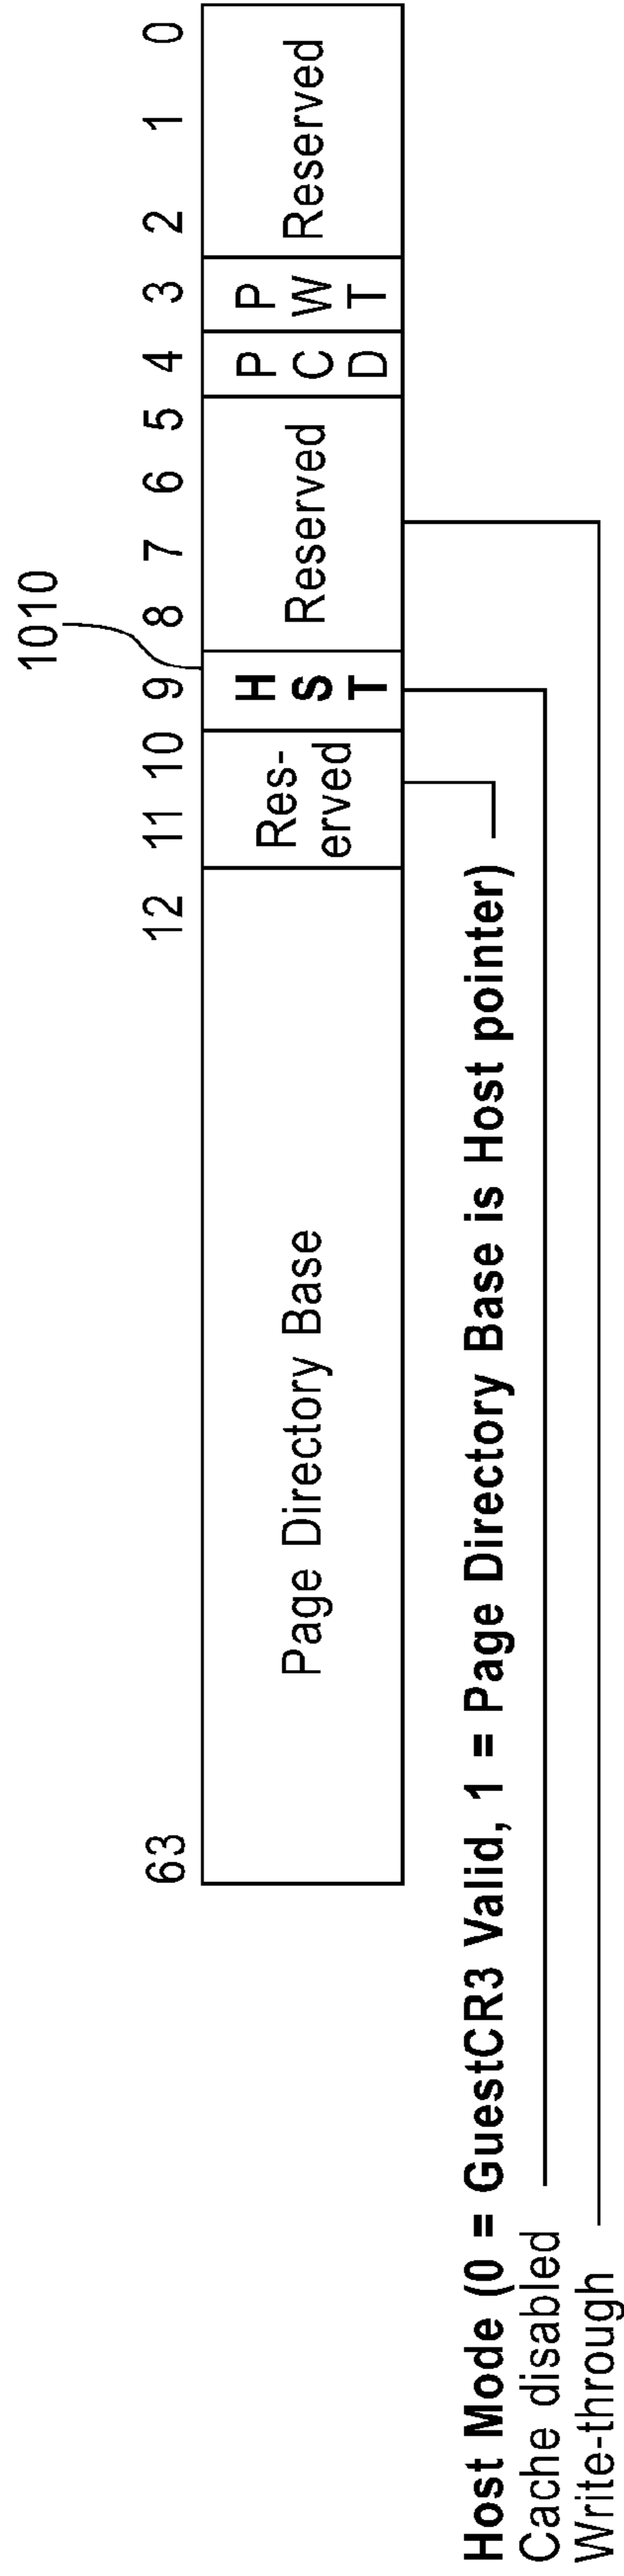 1010
63 12 11 10 9 8 7 6 5 4 3 2 1 0
Page Directory Base
Res-
erved
H
S
T
Reserved
P
C
D
P
W
T
Reserved
Host Mode (0 = GuestCR3 Valid, 1 = Page Directory Base is Host pointer)
Cache disabled
Write-through